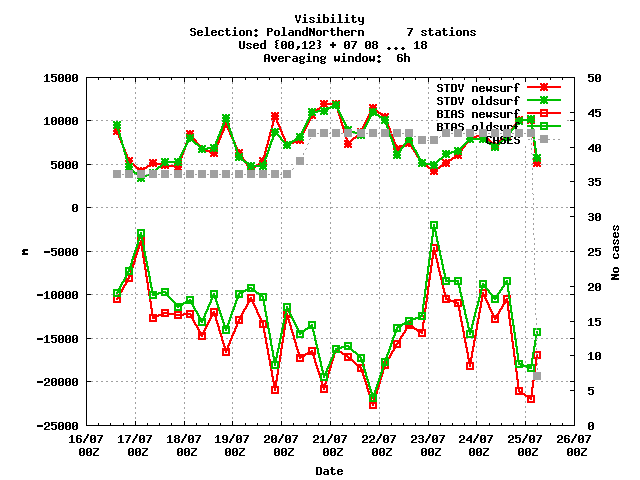 Visibility
Selection: PolandNorthern 7 stations
Used {00,12} + 07 08 ... 18
Averaging window: 6h
15000
10000
5000
0
-5000
-10000
-15000
-20000
-25000
m
50
45
40
35
30
25
20
15
10
5
0
No cases
STDV newsurf
STDV oldsurf
BIAS newsurf
BIAS oldsurf
CASES
16/07 17/07 18/07 19/07 20/07 21/07 22/07 23/07 24/07 25/07 26/07
00Z 00Z 00Z 00Z 00Z 00Z 00Z 00Z 00Z 00Z 00Z
Date